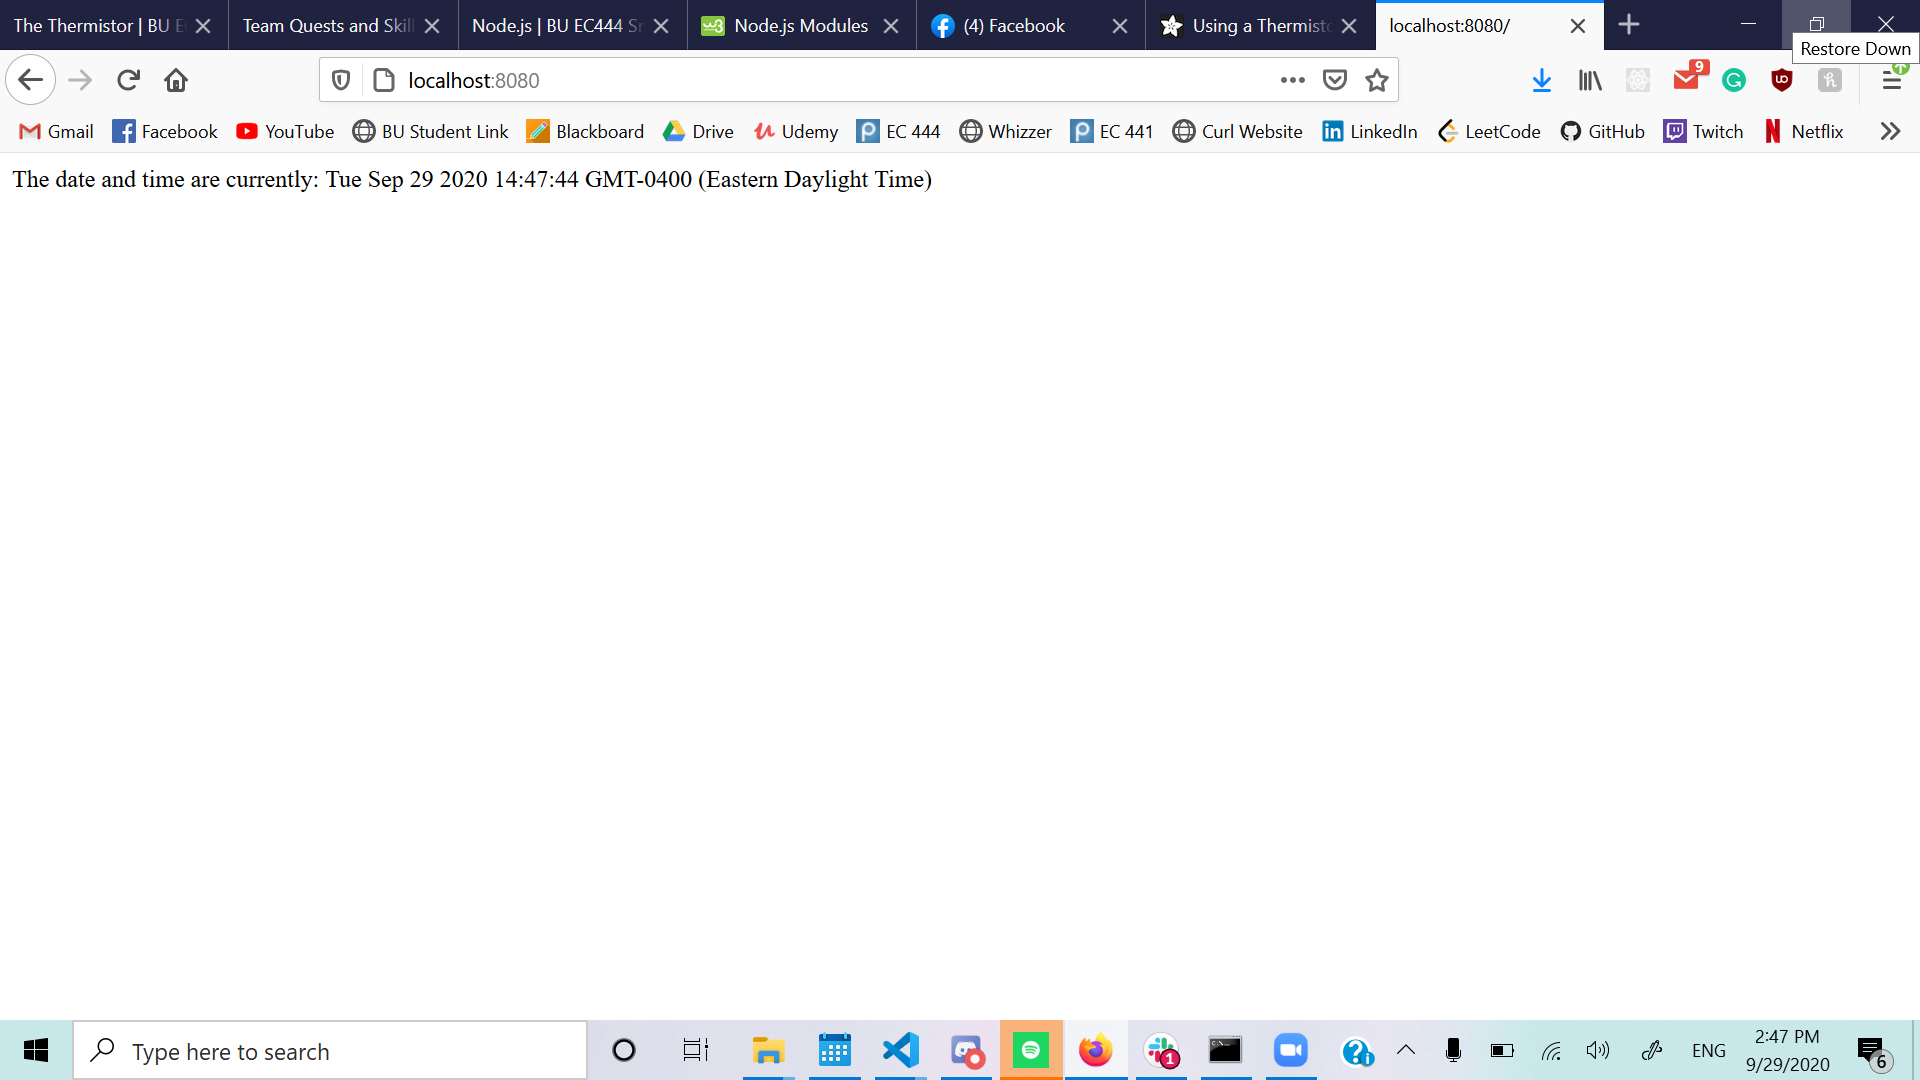 The Thermistor | BU E
Team Quests and Skill
Node.js | BU EC444 Sr
Node.js Modules
(4) Facebook
Using a Thermisto
localhost:8080/
Restore Down
localhost:8080
9
Gmail
Facebook
YouTube
BU Student Link
Blackboard
Drive
Udemy
EC 444
Whizzer
EC 441
Curl Website
LinkedIn
LeetCode
GitHub
Twitch
Netflix
The date and time are currently: Tue Sep 29 2020 14:47:44 GMT-0400 (Eastern Daylight Time)
Type here to search
1
ENG
2:47 PM
9/29/2020
6